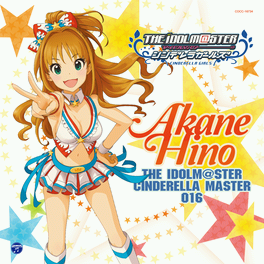 THE IDOLM@STER
シンデレラガールズ
CINDERELLA GIRLS
Akane
Hino
THE IDOLM@STER
CINDERELLA MASTER
016